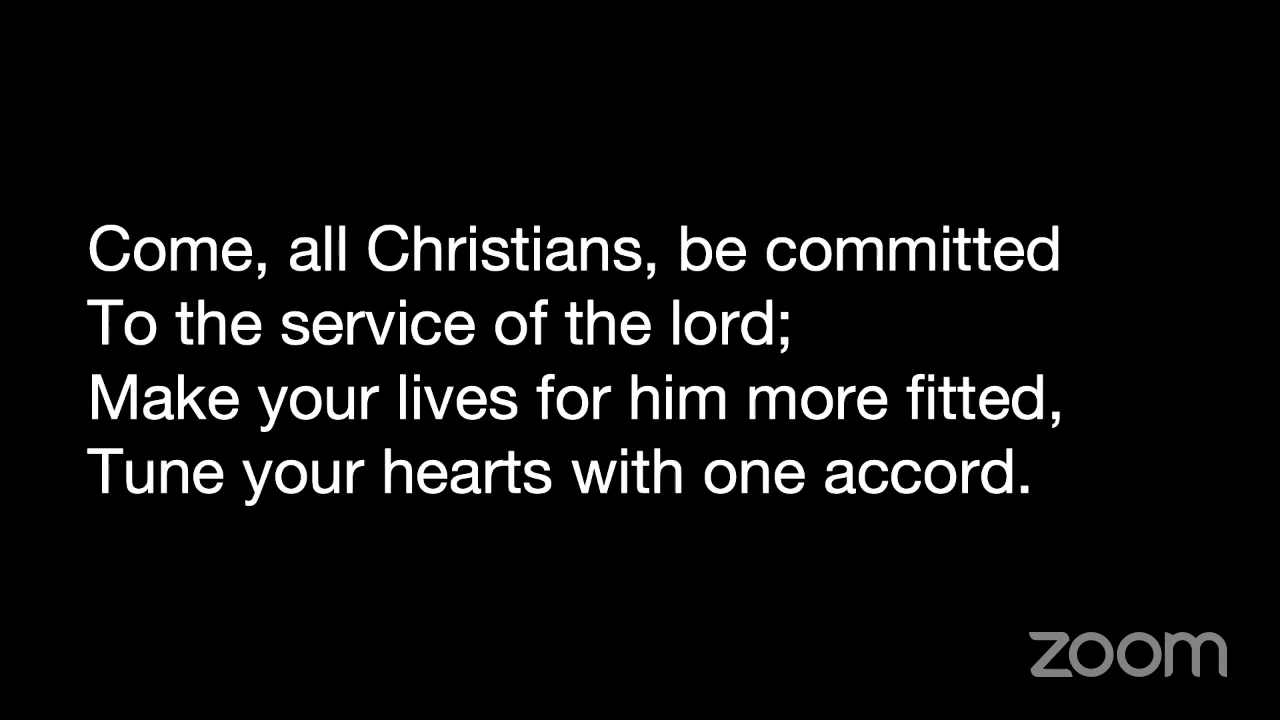 Come, all Christians, be committed
To the service of the lord;
Make your lives for him more fitted,
Tune your hearts with one accord.
zoom